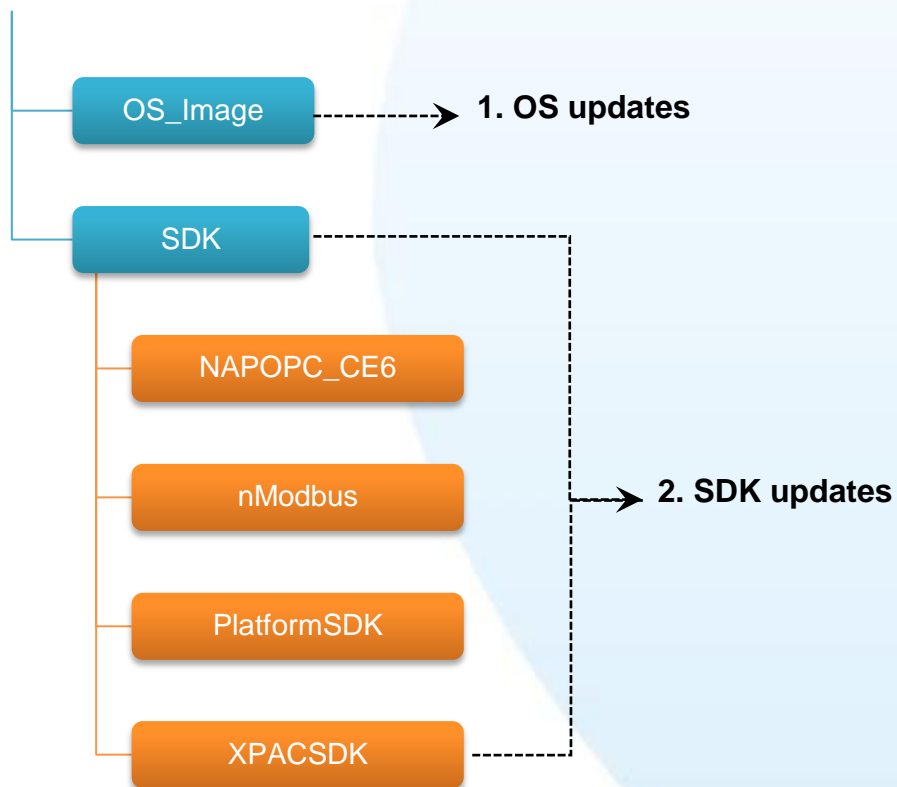 OS_Image
1. OS updates
SDK
NAPOPC_CE6
nModbus
2. SDK updates
PlatformSDK
XPACSDK